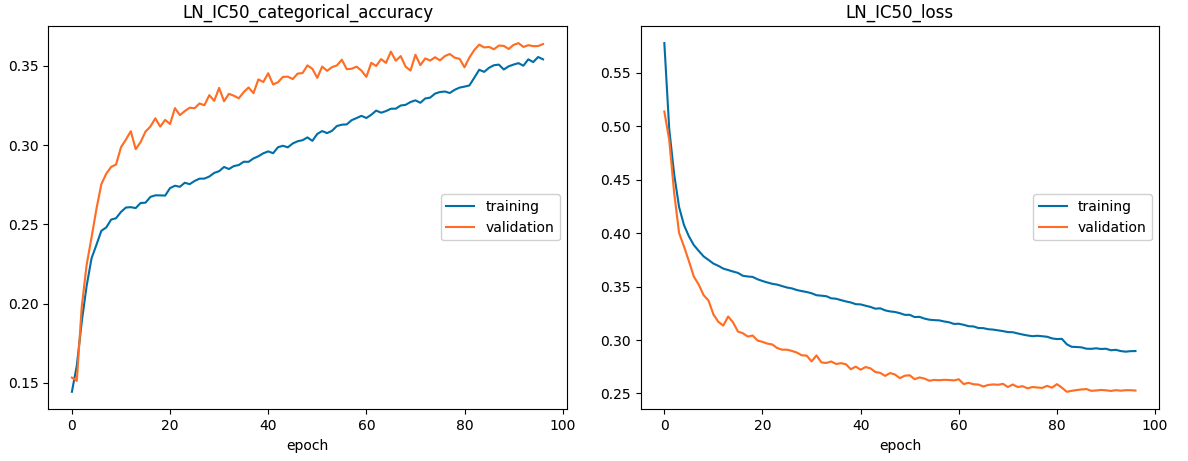 LN_IC50_categorical_accuracy
0.35
0.30
0.25
0.20
0.15
training
validation
0 20 40 60 80 100
epoch
LN_IC50_loss
0.55
0.50
0.45
0.40
0.35
0.30
0.25
training
validation
0 20 40 60 80 100
epoch